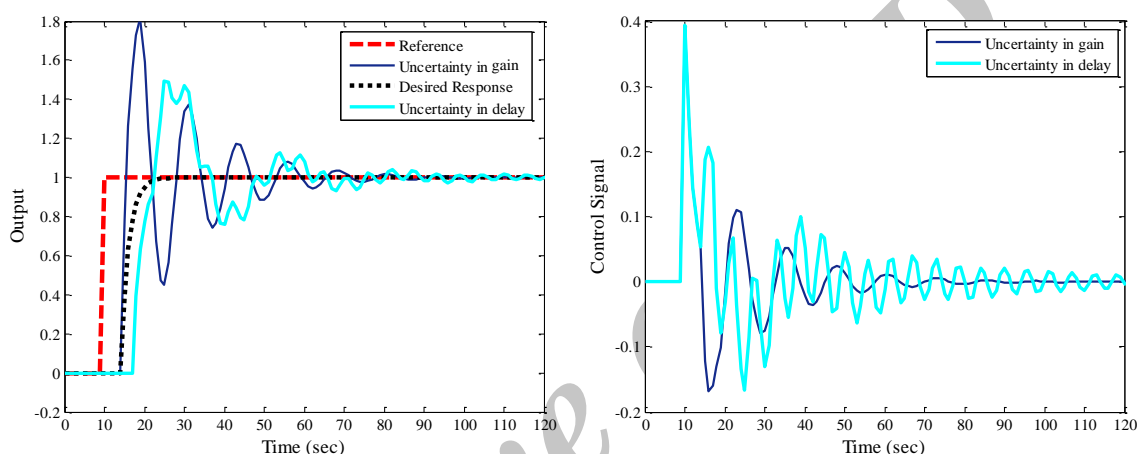 1.8
1.6
1.4
1.2
1
0.8
0.6
0.4
0.2
0
-0.2
Output
Reference
Uncertainty in gain
Desired Response
Uncertainty in delay
0 10 20 30 40 50 60 70 80 90 100 110 120
Time (sec)
0.4
0.3
0.2
0.1
0
-0.1
-0.2
Control Signal
Uncertainty in gain
Uncertainty in delay
0 10 20 30 40 50 60 70 80 90 100 110 120
Time (sec)